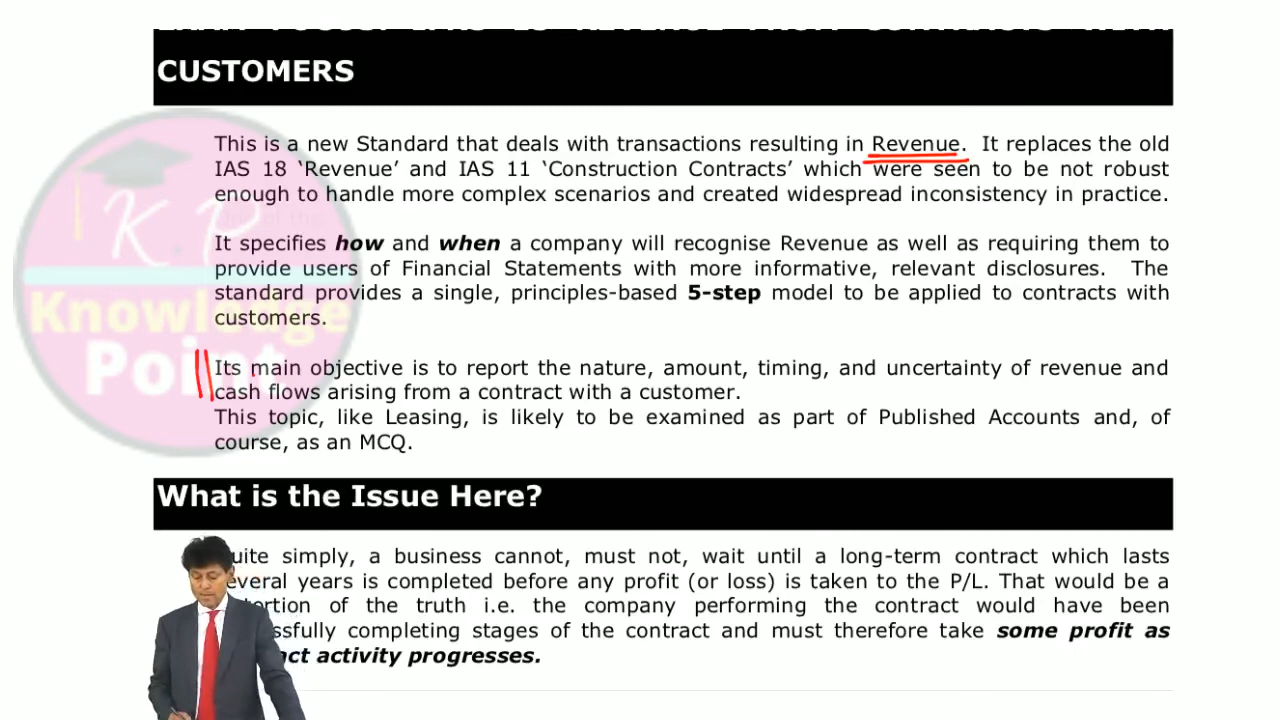 CUSTOMERS
This is a new Standard that deals with transactions resulting in Revenue. It replaces the old
IAS 18 ‘Revenue’ and IAS 11 ‘Construction Contracts’ which were seen to be not robust
enough to handle more complex scenarios and created widespread inconsistency in practice.
One of the
It specifies how and when a company will recognise Revenue as well as requiring them to
provide users of Financial Statements with more informative, relevant disclosures. The
standard provides a single, principles-based 5-step model to be applied to contracts with
customers.
Its main objective is to report the nature, amount, timing, and uncertainty of revenue and
cash flows arising from a contract with a customer.
This topic, like Leasing, is likely to be examined as part of Published Accounts and, of
course, as an MCQ.
K P
Knowledge
Point
What is the Issue Here?
simply, a business cannot, must not, wait until a long-term contract which lasts
years is completed before any profit (or loss) is taken to the P/L. That would be a
of the truth i.e. the company performing the contract would have been
completing stages of the contract and must therefore take some profit as
activity progresses.